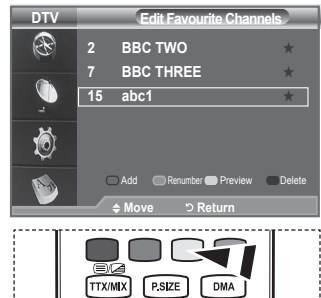 DTV
Edit Favourite Channels
2 BBC TWO ★
7 BBC THREE ★
15 abc1 ★
Add Renumber Preview Delete
Move Return
TTX/MIX P.SIZE DMA